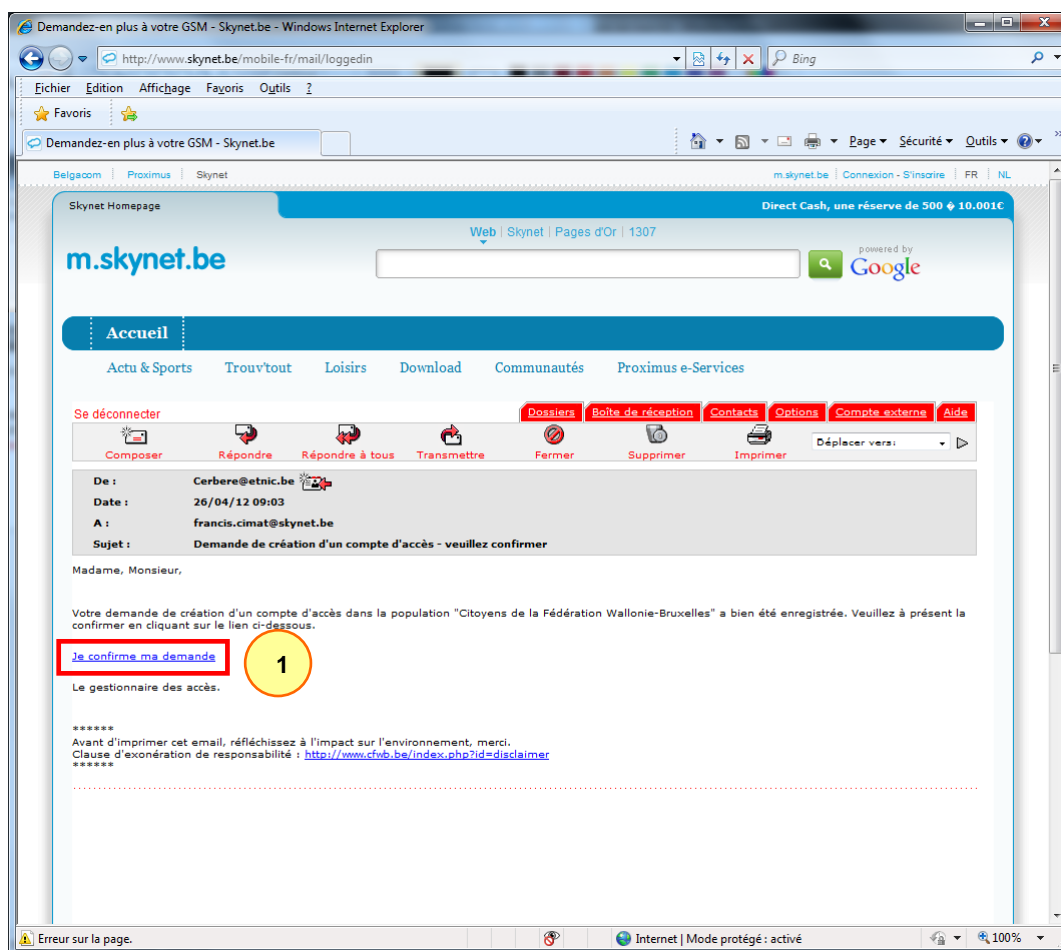 Demandez-en plus à votre GSM - Skynet.be - Windows Internet Explorer
http://www.skynet.be/mobile-fr/mail/loggedin
Bing
Fichier Edition Affichage Favoris Outils ?
Favoris
Demandez-en plus à votre GSM - Skynet.be
Page Sécurité Outils
Belgacom Proximus Skynet
m.skynet.be Connexion - S'inscrire FR NL
Skynet Homepage
Direct Cash, une réserve de 500 � 10.001€
Web | Skynet | Pages d'Or | 1307
m.skynet.be
powered by
Google
Accueil
Actu & Sports Trouv'tout Loisirs Download Communautés Proximus e-Services
Se déconnecter
Dossiers Boîte de réception Contacts Options Compte externe Aide
Composer Répondre Répondre à tous Transmettre Fermer Supprimer Imprimer
Déplacer vers:
De : Cerbere@etnic.be
Date : 26/04/12 09:03
A : francis.cimat@skynet.be
Sujet : Demande de création d'un compte d'accès - veuillez confirmer
Madame, Monsieur,
Votre demande de création d'un compte d'accès dans la population "Citoyens de la Fédération Wallonie-Bruxelles" a bien été enregistrée. Veuillez à présent la
confirmer en cliquant sur le lien ci-dessous.
Je confirme ma demande
1
Le gestionnaire des accès.
******
Avant d'imprimer cet email, réfléchissez à l'impact sur l'environnement, merci.
Clause d'exonération de responsabilité : http://www.cfwb.be/index.php?id=disclaimer
******
Erreur sur la page.
Internet | Mode protégé : activé
100%